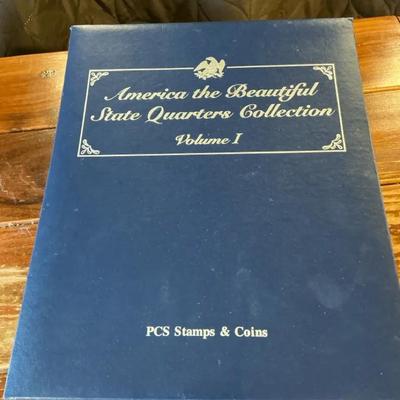 America the Beautiful
State Quarters Collection
Volume I
PCS Stamps & Coins